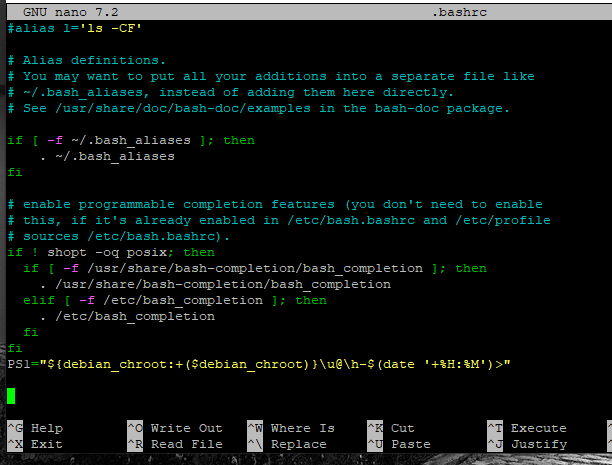 GNU nano 7.2 .bashrc
#alias l='ls -CF'
# Alias definitions.
# You may want to put all your additions into a separate file like
# ~/.bash_aliases, instead of adding them here directly.
# See /usr/share/doc/bash-doc/examples in the bash-doc package.
if [ -f ~/.bash_aliases ]; then
    . ~/.bash_aliases
fi
# enable programmable completion features (you don't need to enable
# this, if it's already enabled in /etc/bash.bashrc and /etc/profile
# sources /etc/bash.bashrc).
if ! shopt -oq posix; then
  if [ -f /usr/share/bash-completion/bash_completion ]; then
    . /usr/share/bash-completion/bash_completion
  elif [ -f /etc/bash_completion ]; then
    . /etc/bash_completion
  fi
fi
PS1="${debian_chroot:+($debian_chroot)}\u@\h-$(date '+%H:%M')>"
^G Help ^O Write Out ^W Where Is ^K Cut ^T Execute
^X Exit ^R Read File ^\ Replace ^U Paste ^J Justify